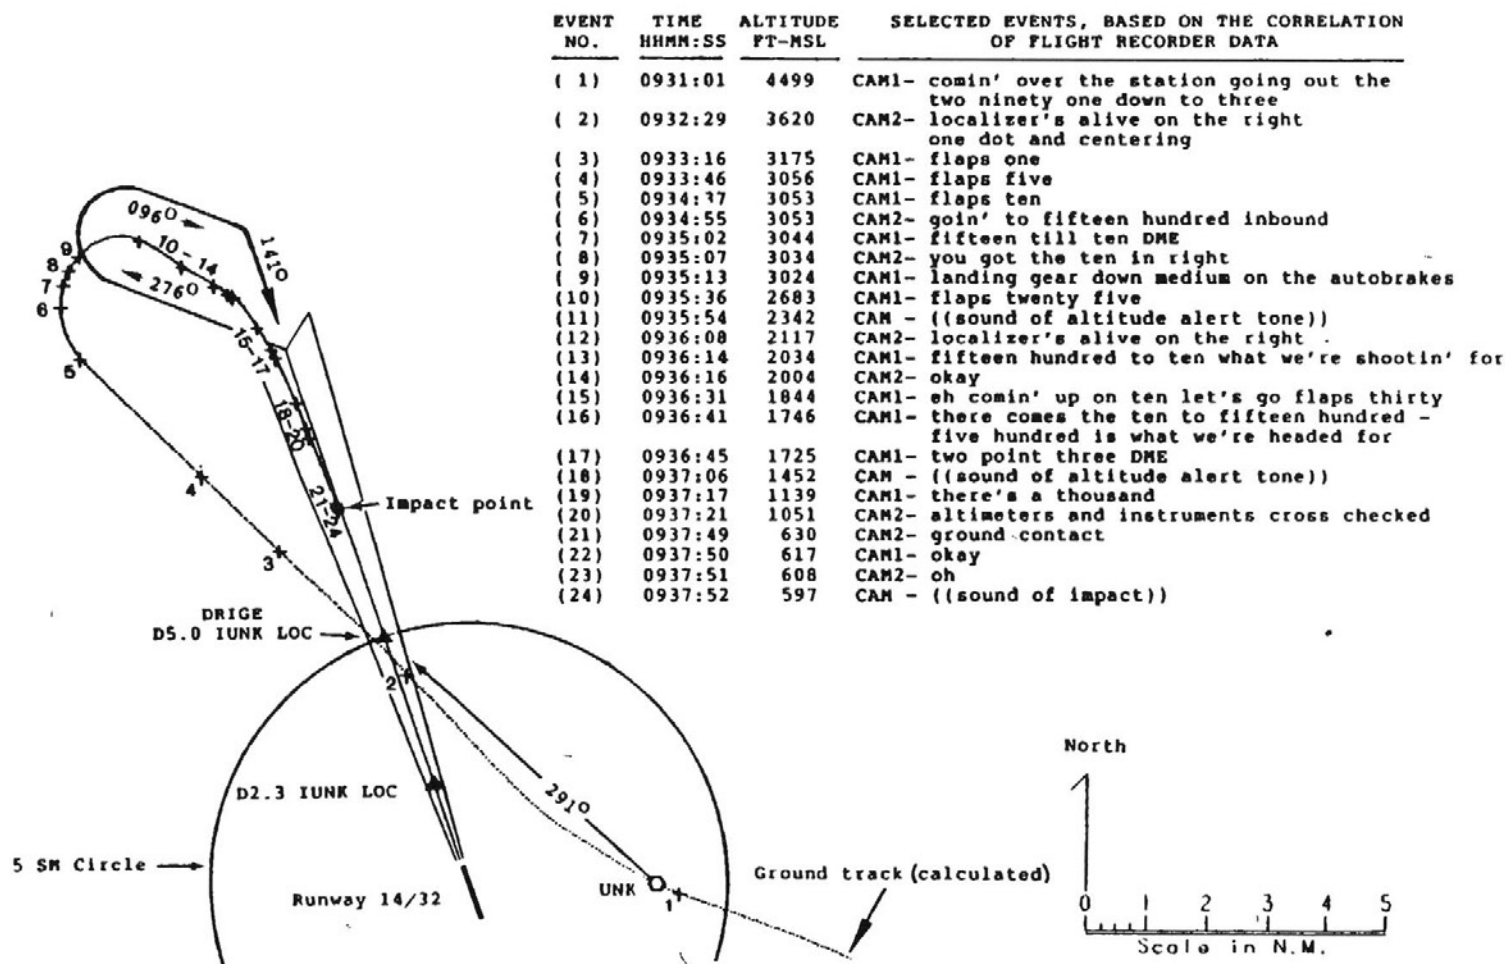 EVENT TIME ALTITUDE SELECTED EVENTS, BASED ON THE CORRELATION
NO. HHMM:SS FT-MSL OF FLIGHT RECORDER DATA
( 1) 0931:01 4499 CAM1- comin' over the station going out the
two ninety one down to three
( 2) 0932:29 3620 CAM2- localizer's alive on the right
one dot and centering
( 3) 0933:16 3175 CAM1- flaps one
( 4) 0933:46 3056 CAM1- flaps five
( 5) 0934:37 3053 CAM1- flaps ten
( 6) 0934:55 3053 CAM2- goin' to fifteen hundred inbound
( 7) 0935:02 3044 CAM1- fifteen till ten DME
( 8) 0935:07 3034 CAM2- you got the ten in right
( 9) 0935:13 3024 CAM1- landing gear down medium on the autobrakes
(10) 0935:36 2683 CAM1- flaps twenty five
(11) 0935:54 2342 CAM - ((sound of altitude alert tone))
(12) 0936:08 2117 CAM2- localizer's alive on the right
(13) 0936:14 2034 CAM1- fifteen hundred to ten what we're shootin' for
(14) 0936:16 2004 CAM2- okay
(15) 0936:31 1844 CAM1- eh comin' up on ten let's go flaps thirty
(16) 0936:41 1746 CAM1- there comes the ten to fifteen hundred -
five hundred is what we're headed for
(17) 0936:45 1725 CAM1- two point three DME
(18) 0937:06 1452 CAM - ((sound of altitude alert tone))
(19) 0937:17 1139 CAM1- there's a thousand
(20) 0937:21 1051 CAM2- altimeters and instruments cross checked
(21) 0937:49 630 CAM2- ground contact
(22) 0937:50 617 CAM1- okay
(23) 0937:51 608 CAM2- oh
(24) 0937:52 597 CAM - ((sound of impact))
096°
141°
10-14
276°
9
8
7
6
5
15-17
18-20
21-24
4
3
Impact point
DRIGE
D5.0 IUNK LOC
2
D2.3 IUNK LOC
291°
5 SM Circle
Runway 14/32
UNK
1
Ground track (calculated)
North
0 1 2 3 4 5
Scale in N.M.